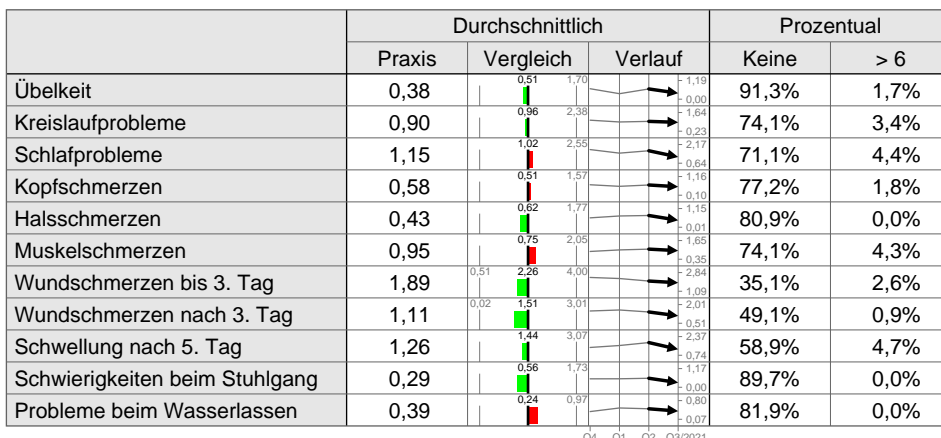 Durchschnittlich Prozentual
Praxis Vergleich Verlauf Keine > 6
Übelkeit 0,38 0,51 1,70 1,19 0,00 91,3% 1,7%
Kreislaufprobleme 0,90 0,96 2,38 1,64 0,23 74,1% 3,4%
Schlafprobleme 1,15 1,02 2,55 2,17 0,64 71,1% 4,4%
Kopfschmerzen 0,58 0,51 1,57 1,16 0,10 77,2% 1,8%
Halsschmerzen 0,43 0,62 1,77 1,15 0,01 80,9% 0,0%
Muskelschmerzen 0,95 0,75 2,05 1,65 0,35 74,1% 4,3%
Wundschmerzen bis 3. Tag 1,89 0,51 2,26 4,00 2,84 1,09 35,1% 2,6%
Wundschmerzen nach 3. Tag 1,11 0,02 1,51 3,01 2,01 0,51 49,1% 0,9%
Schwellung nach 5. Tag 1,26 1,44 3,07 2,37 0,74 58,9% 4,7%
Schwierigkeiten beim Stuhlgang 0,29 0,56 1,73 1,17 0,00 89,7% 0,0%
Probleme beim Wasserlassen 0,39 0,24 0,97 0,80 0,07 81,9% 0,0%
Q4 Q1 Q2 Q3/2021